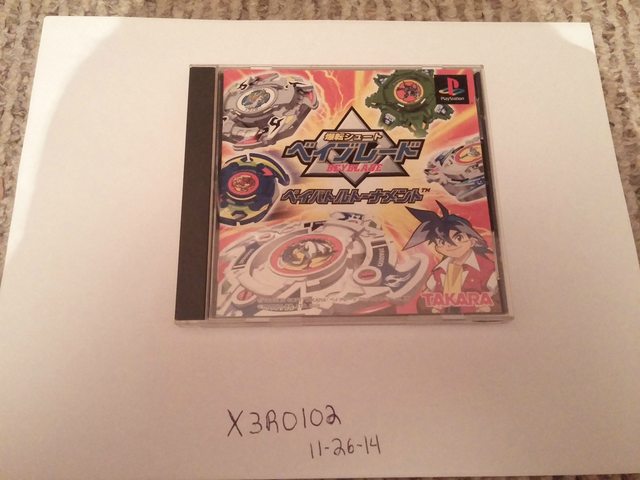 PlayStation
爆転シュート
ベイブレード
BEYBLADE
ベイバトルトーナメント™
TAKARA
X3R0102
11-26-14